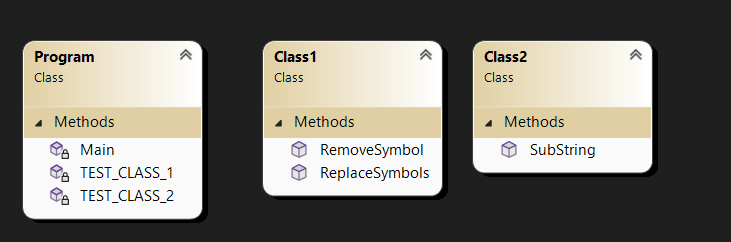 Program
Class
Methods
Main
TEST_CLASS_1
TEST_CLASS_2
Class1
Class
Methods
RemoveSymbol
ReplaceSymbols
Class2
Class
Methods
SubString